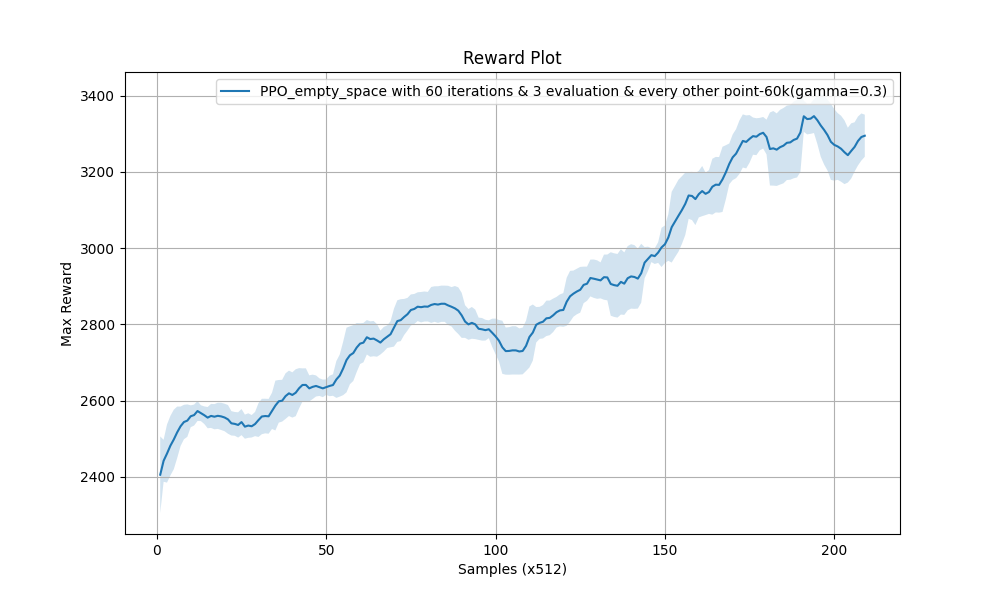 Reward Plot
PPO_empty_space with 60 iterations & 3 evaluation & every other point-60k(gamma=0.3)
3400
3200
3000
2800
2600
2400
Max Reward
0 50 100 150 200
Samples (x512)